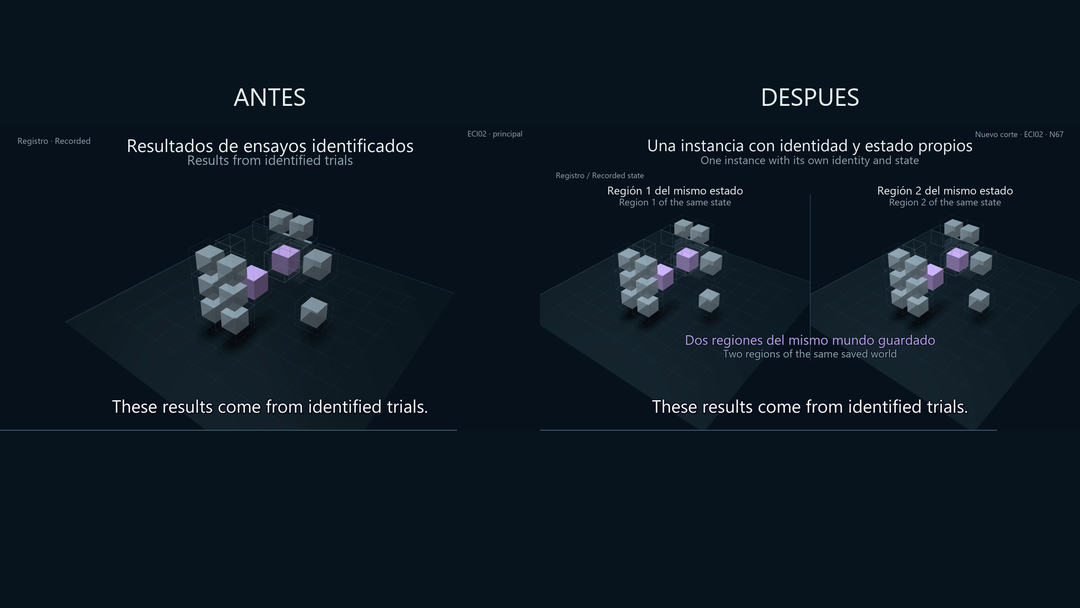 ANTES
Registro · Recorded
ECI02 · principal
Resultados de ensayos identificados
Results from identified trials
These results come from identified trials.
DESPUES
Nuevo corte · ECI02 · N67
Una instancia con identidad y estado propios
One instance with its own identity and state
Registro / Recorded state
Región 1 del mismo estado
Region 1 of the same state
Región 2 del mismo estado
Region 2 of the same state
Dos regiones del mismo mundo guardado
Two regions of the same saved world
These results come from identified trials.